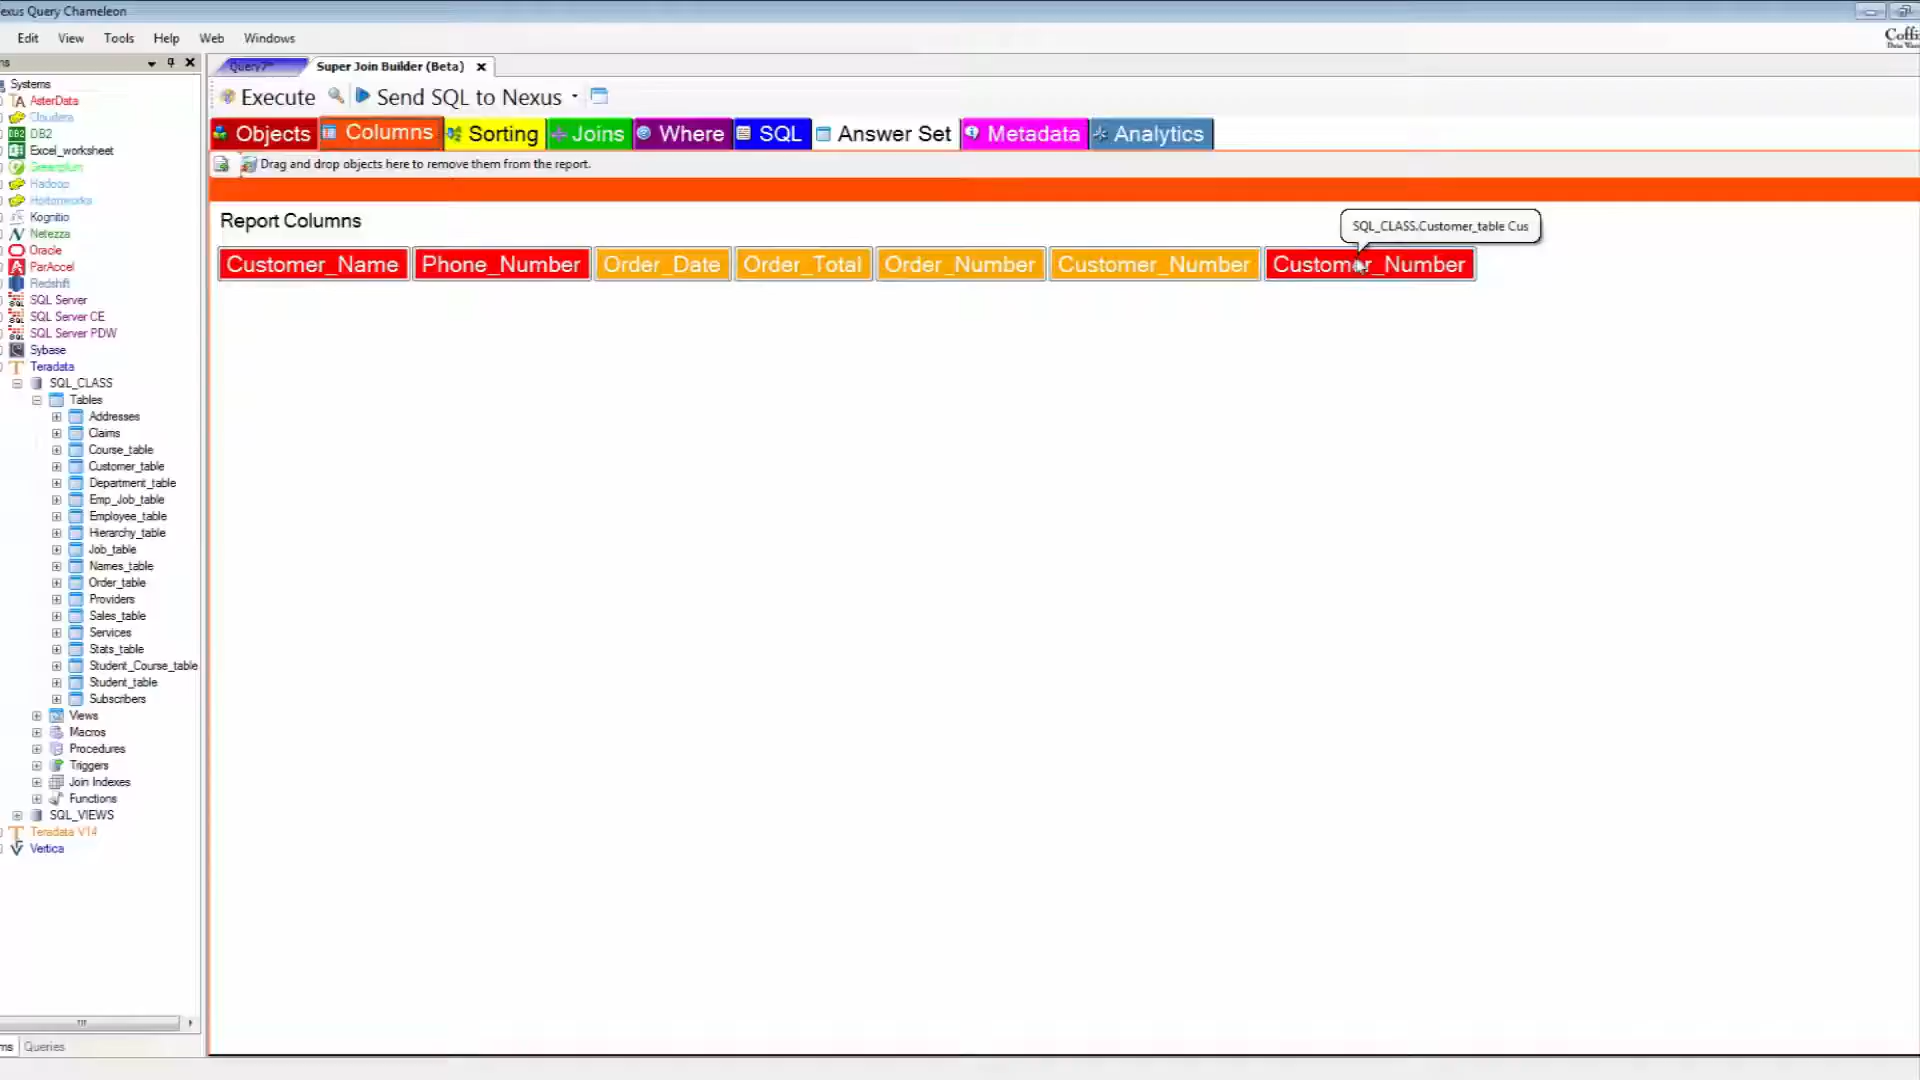 exus Query Chameleon
Edit View Tools Help Web Windows
Coffi
ns
Query7* Super Join Builder (Beta)
Execute Send SQL to Nexus
Objects Columns Sorting Joins Where SQL Answer Set Metadata Analytics
Drag and drop objects here to remove them from the report.
Report Columns
SQL_CLASS.Customer_table Cus
Customer_Name Phone_Number Order_Date Order_Total Order_Number Customer_Number Customer_Number
Systems
AsterData
Cloudera
DB2
Excel_worksheet
Greenplum
Hadoop
Hortonworks
Kognitio
Netezza
Oracle
ParAccel
Redshift
SQL Server
SQL Server CE
SQL Server PDW
Sybase
Teradata
SQL_CLASS
Tables
Addresses
Claims
Course_table
Customer_table
Department_table
Emp_Job_table
Employee_table
Hierarchy_table
Job_table
Names_table
Order_table
Providers
Sales_table
Services
Stats_table
Student_Course_table
Student_table
Subscribers
Views
Macros
Procedures
Triggers
Join Indexes
Functions
SQL_VIEWS
Teradata V14
Vertica
ms Queries